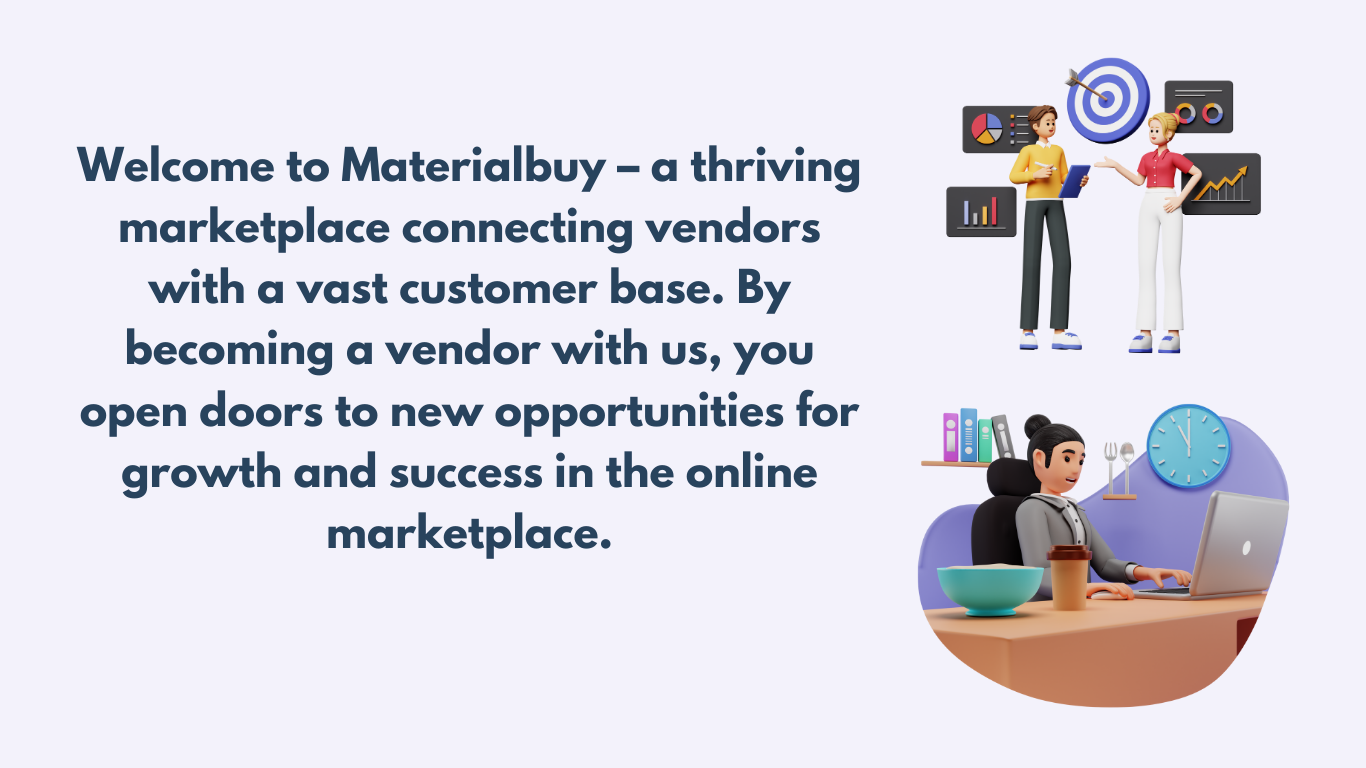 Welcome to Materialbuy – a thriving
marketplace connecting vendors
with a vast customer base. By
becoming a vendor with us, you
open doors to new opportunities for
growth and success in the online
marketplace.